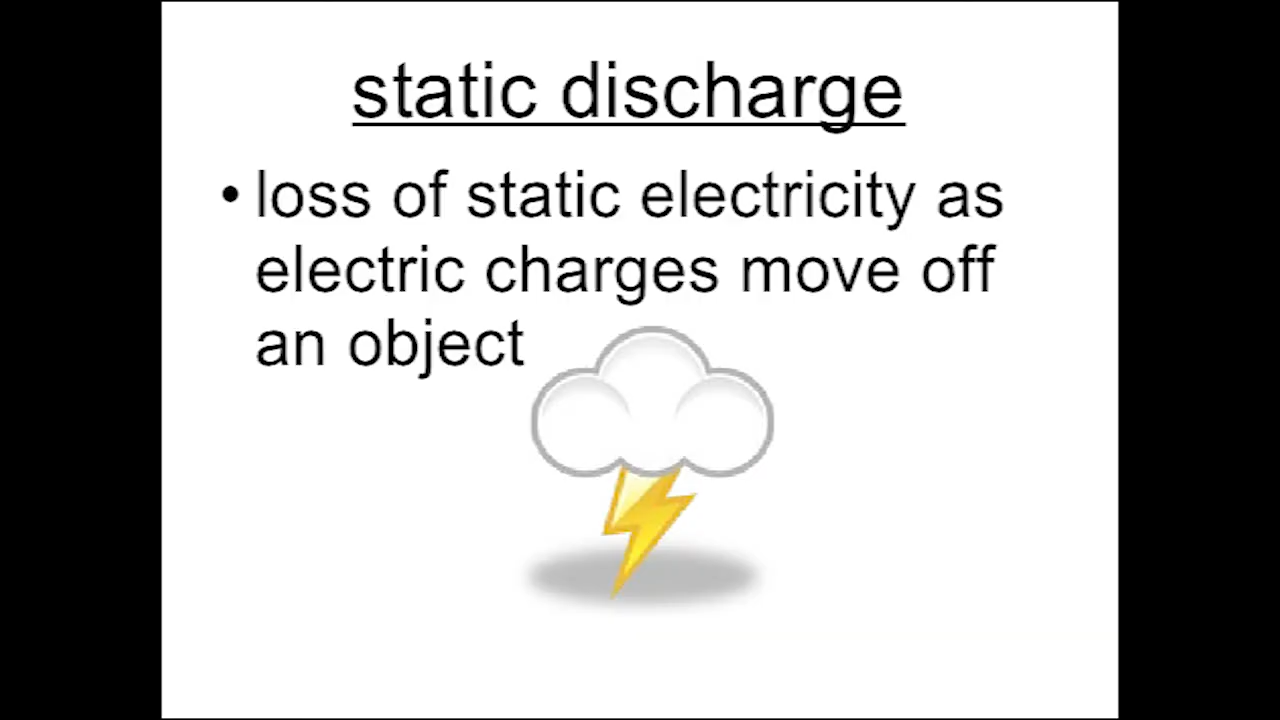 static discharge
• loss of static electricity as
electric charges move off
an object